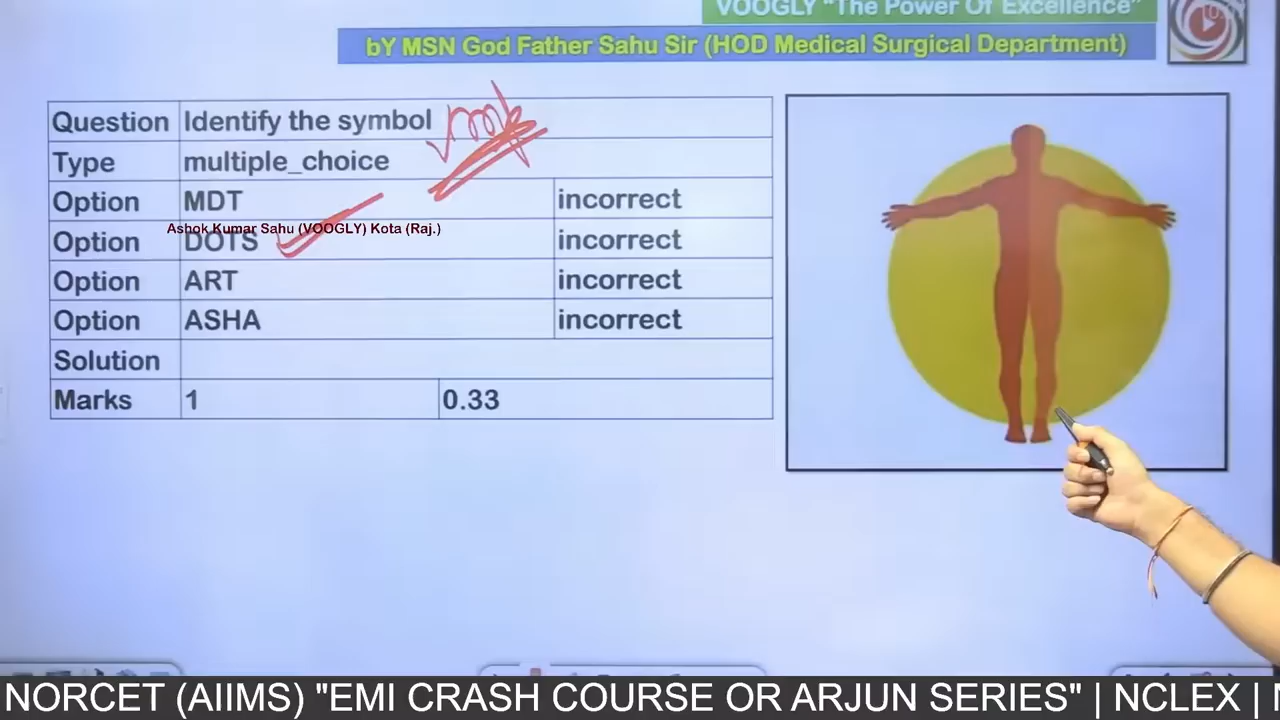 VOOGLY "The Power Of Excellence"
bY MSN God Father Sahu Sir (HOD Medical Surgical Department)
Question Identify the symbol
Type multiple_choice
Option MDT incorrect
Ashok Kumar Sahu (VOOGLY) Kota (Raj.)
Option DOTS incorrect
Option ART incorrect
Option ASHA incorrect
Solution
Marks 1 0.33
NORCET (AIIMS) "EMI CRASH COURSE OR ARJUN SERIES" | NCLEX |